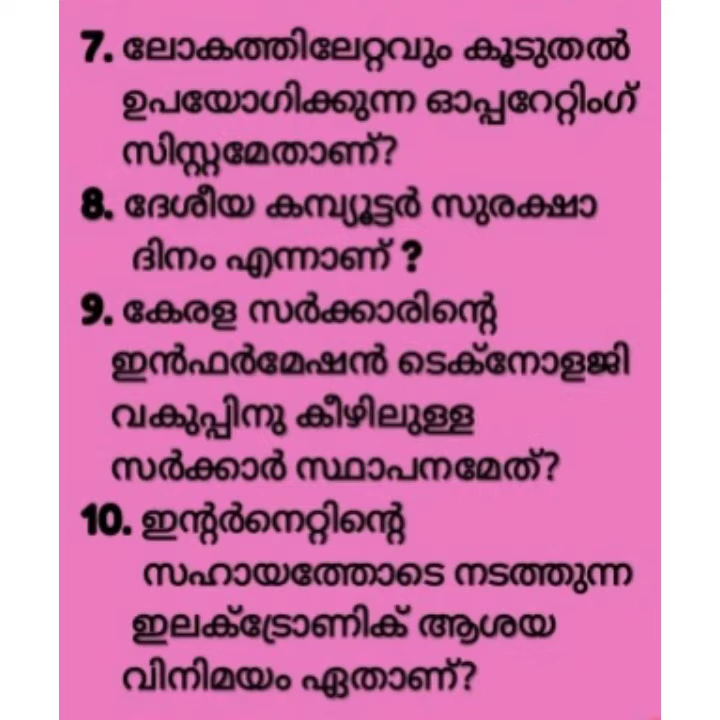 7. ലോകത്തിലേറ്റവും കൂടുതൽ
ഉപയോഗിക്കുന്ന ഓപ്പറേറ്റിംഗ്
സിസ്റ്റമേതാണ്?
8. ദേശീയ കമ്പ്യൂട്ടർ സുരക്ഷാ
ദിനം എന്നാണ് ?
9. കേരള സർക്കാരിന്റെ
ഇൻഫർമേഷൻ ടെക്നോളജി
വകുപ്പിനു കീഴിലുള്ള
സർക്കാർ സ്ഥാപനമേത്?
10. ഇന്റർനെറ്റിന്റെ
സഹായത്തോടെ നടത്തുന്ന
ഇലക്ട്രോണിക് ആശയ
വിനിമയം ഏതാണ്?